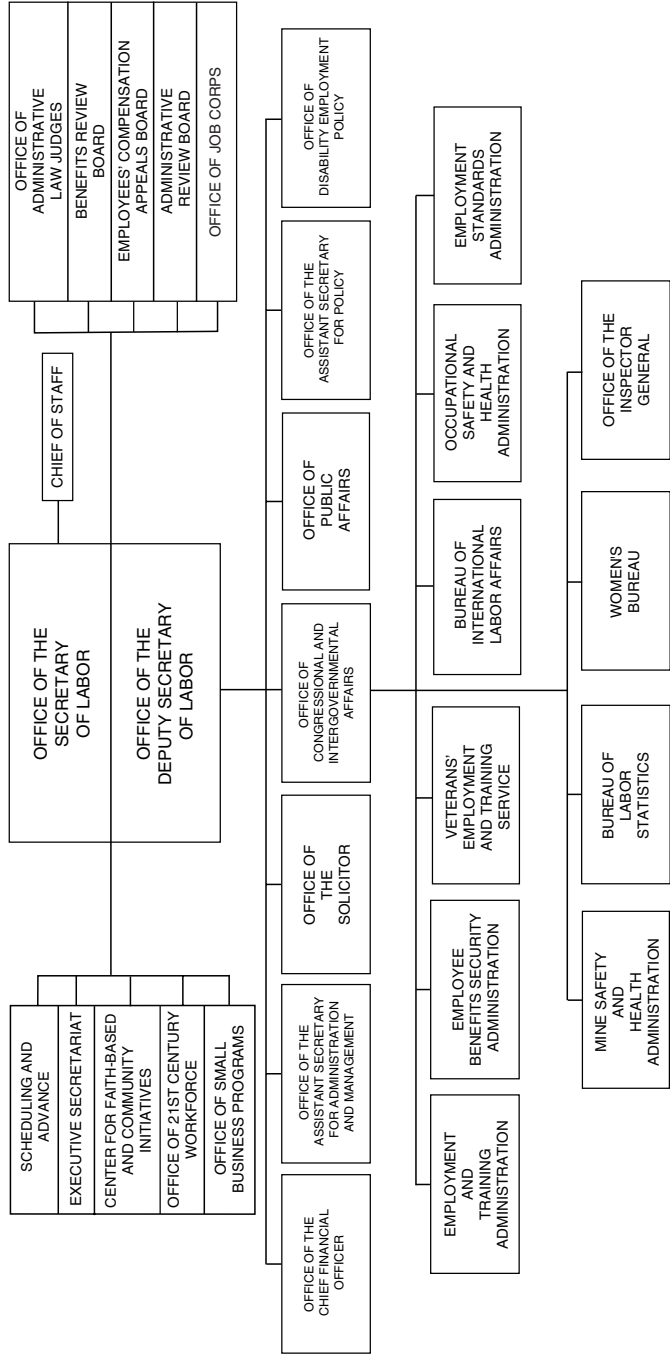 OFFICE OF THE
SECRETARY
OF LABOR
OFFICE OF THE
DEPUTY SECRETARY
OF LABOR
CHIEF OF STAFF
SCHEDULING AND
ADVANCE
EXECUTIVE SECRETARIAT
CENTER FOR FAITH-BASED
AND COMMUNITY
INITIATIVES
OFFICE OF 21ST CENTURY
WORKFORCE
OFFICE OF SMALL
BUSINESS PROGRAMS
OFFICE OF
ADMINISTRATIVE
LAW JUDGES
BENEFITS REVIEW
BOARD
EMPLOYEES' COMPENSATION
APPEALS BOARD
ADMINISTRATIVE
REVIEW BOARD
OFFICE OF JOB CORPS
OFFICE OF THE
CHIEF FINANCIAL
OFFICER
OFFICE OF THE
ASSISTANT SECRETARY
FOR ADMINISTRATION
AND MANAGEMENT
OFFICE OF
THE
SOLICITOR
OFFICE OF
CONGRESSIONAL AND
INTERGOVERNMENTAL
AFFAIRS
OFFICE OF
PUBLIC
AFFAIRS
OFFICE OF THE
ASSISTANT SECRETARY
FOR POLICY
OFFICE OF
DISABILITY EMPLOYMENT
POLICY
EMPLOYMENT
AND
TRAINING
ADMINISTRATION
EMPLOYEE
BENEFITS SECURITY
ADMINISTRATION
VETERANS'
EMPLOYMENT
AND TRAINING
SERVICE
BUREAU OF
INTERNATIONAL
LABOR AFFAIRS
OCCUPATIONAL
SAFETY AND
HEALTH
ADMINISTRATION
EMPLOYMENT
STANDARDS
ADMINISTRATION
MINE SAFETY
AND
HEALTH
ADMINISTRATION
BUREAU OF
LABOR
STATISTICS
WOMEN'S
BUREAU
OFFICE OF THE
INSPECTOR
GENERAL